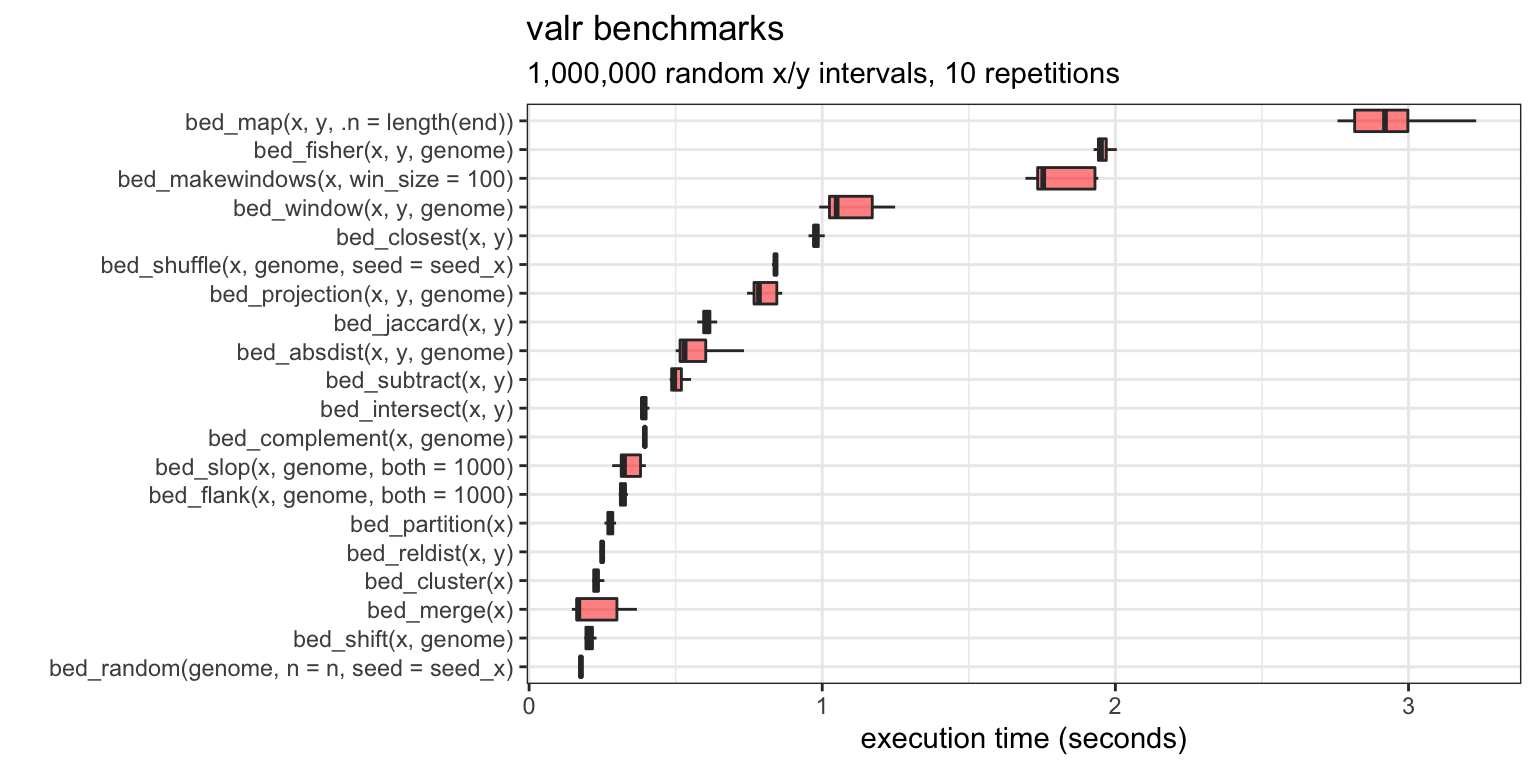 valr benchmarks
1,000,000 random x/y intervals, 10 repetitions
bed_map(x, y, .n = length(end))
bed_fisher(x, y, genome)
bed_makewindows(x, win_size = 100)
bed_window(x, y, genome)
bed_closest(x, y)
bed_shuffle(x, genome, seed = seed_x)
bed_projection(x, y, genome)
bed_jaccard(x, y)
bed_absdist(x, y, genome)
bed_subtract(x, y)
bed_intersect(x, y)
bed_complement(x, genome)
bed_slop(x, genome, both = 1000)
bed_flank(x, genome, both = 1000)
bed_partition(x)
bed_reldist(x, y)
bed_cluster(x)
bed_merge(x)
bed_shift(x, genome)
bed_random(genome, n = n, seed = seed_x)
0 1 2 3
execution time (seconds)